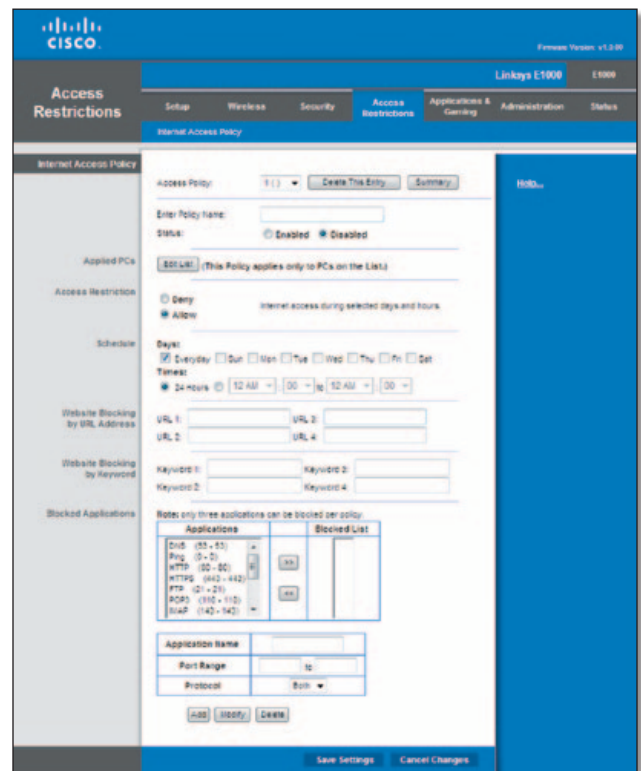 CISCO
Firmware Version: v1.0.00
Linksys E1000 E1000
Access Restrictions
Setup Wireless Security Access Restrictions Applications & Gaming Administration Status
Internet Access Policy
Internet Access Policy
Access Policy: 1 ( ) Delete This Entry Summary
Help...
Enter Policy Name:
Status: Enabled Disabled
Applied PCs
Edit List (This Policy applies only to PCs on the List.)
Access Restriction
Deny
Allow
Internet access during selected days and hours.
Schedule
Days:
Everyday Sun Mon Tue Wed Thu Fri Sat
Times:
24 Hours 12 AM : 00 to 12 AM : 00
Website Blocking by URL Address
URL 1: URL 3:
URL 2: URL 4:
Website Blocking by Keyword
Keyword 1: Keyword 3:
Keyword 2: Keyword 4:
Blocked Applications
Note: only three applications can be blocked per policy.
Applications Blocked List
DNS (53 - 53)
Ping (0 - 0)
HTTP (80 - 80)
HTTPS (443 - 443)
FTP (21 - 21)
POP3 (110 - 110)
IMAP (143 - 143)
>>
<<
Application Name
Port Range to
Protocol Both
Add Modify Delete
Save Settings Cancel Changes